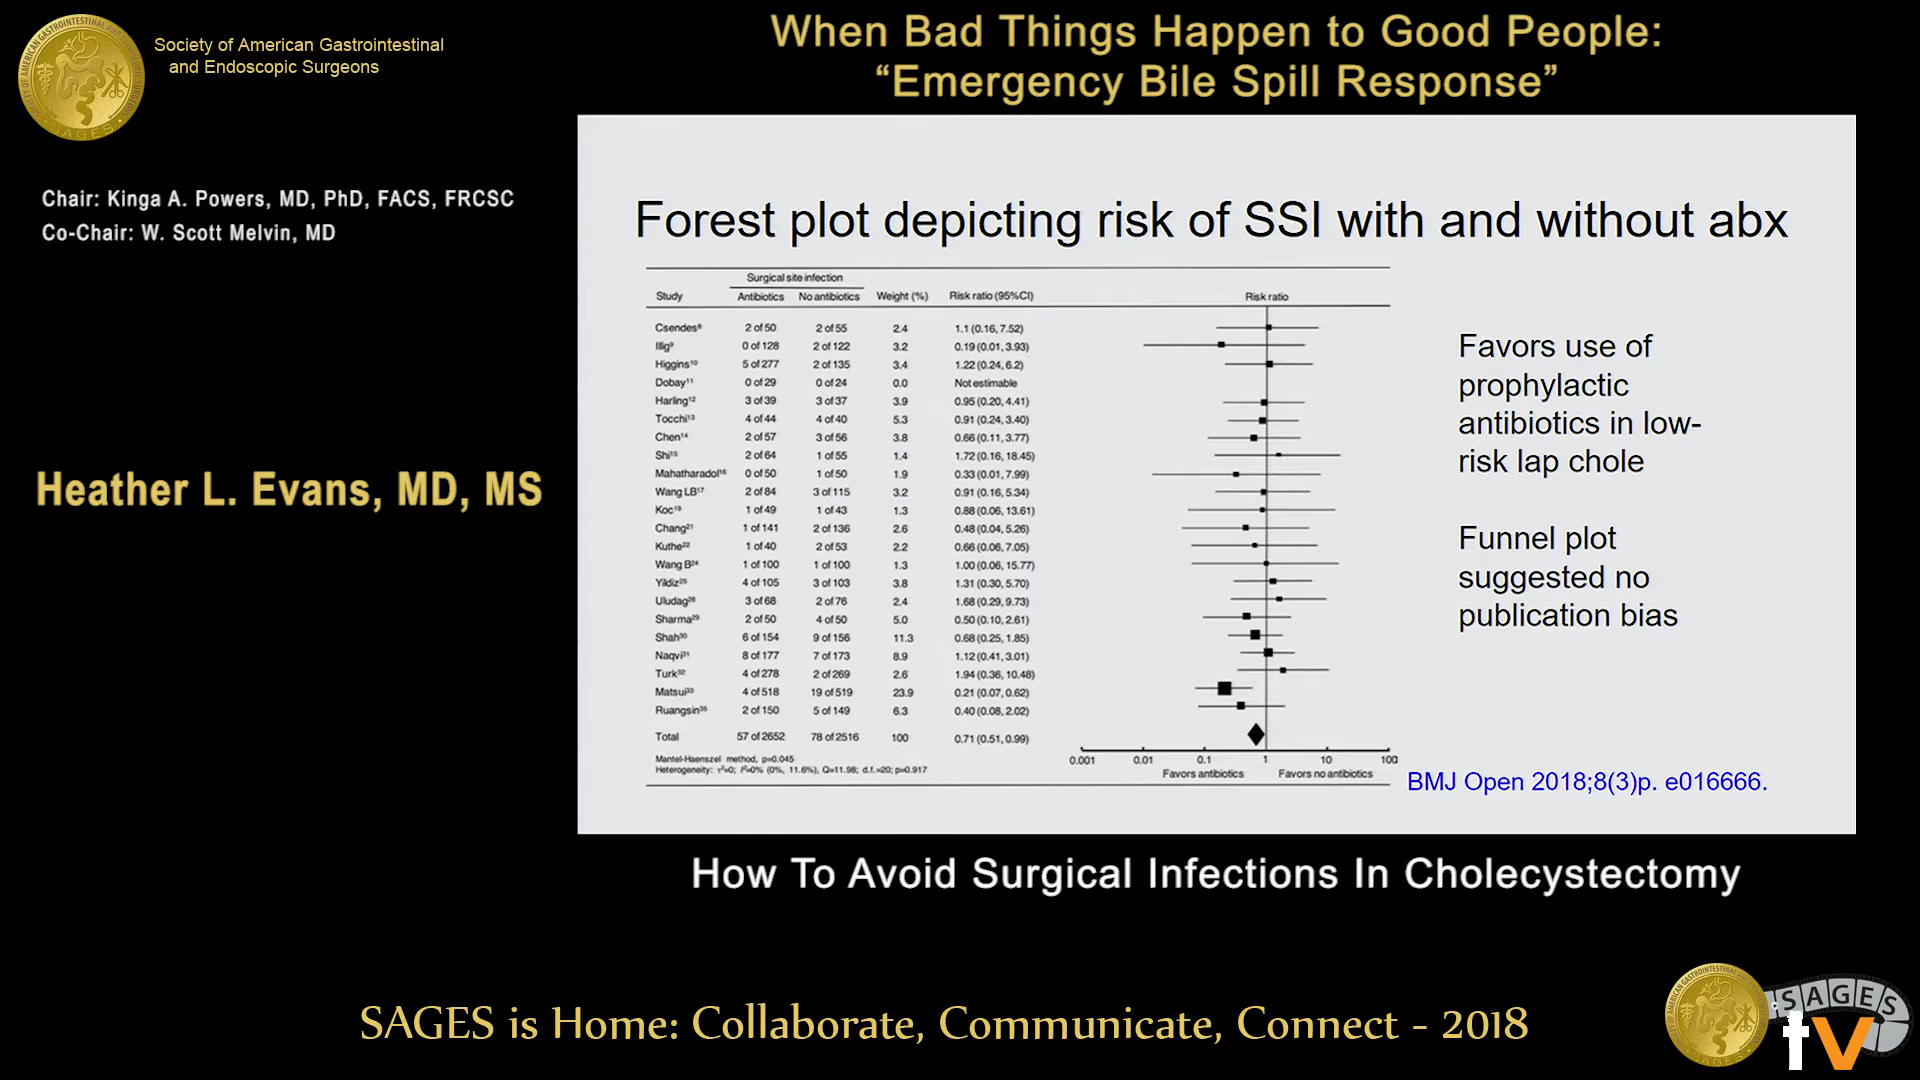 Society of American Gastrointestinal
and Endoscopic Surgeons
When Bad Things Happen to Good People:
“Emergency Bile Spill Response”
Chair: Kinga A. Powers, MD, PhD, FACS, FRCSC
Co-Chair: W. Scott Melvin, MD
Heather L. Evans, MD, MS
Forest plot depicting risk of SSI with and without abx
Surgical site infection
Study Antibiotics No antibiotics Weight (%) Risk ratio (95%CI) Risk ratio
Csendes⁸ 2 of 50 2 of 55 2.4 1.1 (0.16, 7.52)
Illig⁹ 0 of 128 2 of 122 3.2 0.19 (0.01, 3.93)
Higgins¹⁰ 5 of 277 2 of 135 3.4 1.22 (0.24, 6.2)
Dobay¹¹ 0 of 29 0 of 24 0.0 Not estimable
Harling¹² 3 of 39 3 of 37 3.9 0.95 (0.20, 4.41)
Tocchi¹³ 4 of 44 4 of 40 5.3 0.91 (0.24, 3.40)
Chen¹⁴ 2 of 57 3 of 56 3.8 0.66 (0.11, 3.77)
Shi¹⁵ 2 of 64 1 of 55 1.4 1.72 (0.16, 18.45)
Mahatharadol¹⁶ 0 of 50 1 of 50 1.9 0.33 (0.01, 7.99)
Wang LB¹⁷ 2 of 84 3 of 115 3.2 0.91 (0.16, 5.34)
Koc¹⁹ 1 of 49 1 of 43 1.3 0.88 (0.06, 13.61)
Chang²¹ 1 of 141 2 of 136 2.6 0.48 (0.04, 5.26)
Kuthe²² 1 of 40 2 of 53 2.2 0.66 (0.06, 7.05)
Wang B²⁴ 1 of 100 1 of 100 1.3 1.00 (0.06, 15.77)
Yildiz²⁵ 4 of 105 3 of 103 3.8 1.31 (0.30, 5.70)
Uludag²⁶ 3 of 68 2 of 76 2.4 1.68 (0.29, 9.73)
Sharma²⁹ 2 of 50 4 of 50 5.0 0.50 (0.10, 2.61)
Shah³⁰ 6 of 154 9 of 156 11.3 0.68 (0.25, 1.85)
Naqvi³¹ 8 of 177 7 of 173 8.9 1.12 (0.41, 3.01)
Turk³² 4 of 278 2 of 269 2.6 1.94 (0.36, 10.48)
Matsui³³ 4 of 518 19 of 519 23.9 0.21 (0.07, 0.62)
Ruangsin³⁵ 2 of 150 5 of 149 6.3 0.40 (0.08, 2.02)
Total 57 of 2652 78 of 2516 100 0.71 (0.51, 0.99)
Mantel-Haenszel method, p=0.045
Heterogeneity: τ²=0; I²=0% (0%, 11.6%), Q=11.98; d.f.=20; p=0.917
0.001 0.01 0.1 1 10 100
Favors antibiotics Favors no antibiotics
Favors use of
prophylactic
antibiotics in low-
risk lap chole
Funnel plot
suggested no
publication bias
BMJ Open 2018;8(3)p. e016666.
How To Avoid Surgical Infections In Cholecystectomy
SAGES is Home: Collaborate, Communicate, Connect - 2018
SAGES
tv